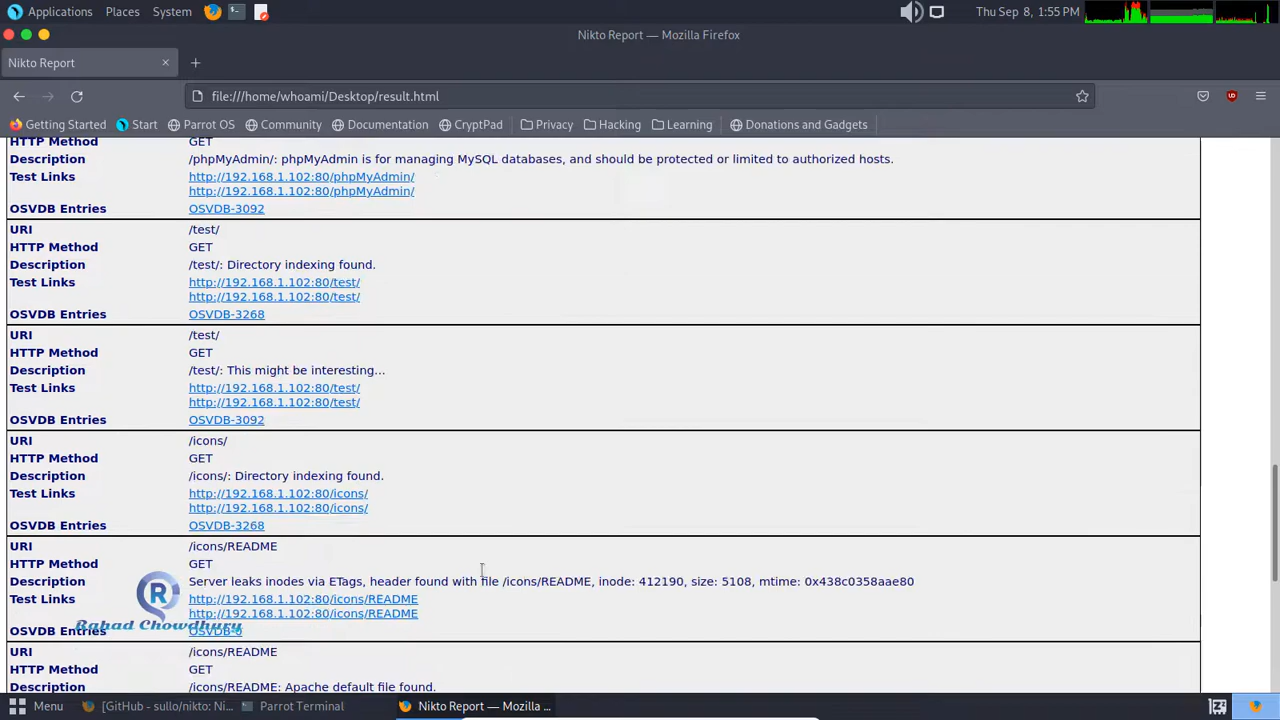 Applications Places System Thu Sep 8, 1:55 PM
Nikto Report — Mozilla Firefox
Nikto Report
file:///home/whoami/Desktop/result.html
Getting Started Start Parrot OS Community Documentation CryptPad Privacy Hacking Learning Donations and Gadgets
HTTP Method GET
Description /phpMyAdmin/: phpMyAdmin is for managing MySQL databases, and should be protected or limited to authorized hosts.
Test Links http://192.168.1.102:80/phpMyAdmin/
http://192.168.1.102:80/phpMyAdmin/
OSVDB Entries OSVDB-3092
URI /test/
HTTP Method GET
Description /test/: Directory indexing found.
Test Links http://192.168.1.102:80/test/
http://192.168.1.102:80/test/
OSVDB Entries OSVDB-3268
URI /test/
HTTP Method GET
Description /test/: This might be interesting...
Test Links http://192.168.1.102:80/test/
http://192.168.1.102:80/test/
OSVDB Entries OSVDB-3092
URI /icons/
HTTP Method GET
Description /icons/: Directory indexing found.
Test Links http://192.168.1.102:80/icons/
http://192.168.1.102:80/icons/
OSVDB Entries OSVDB-3268
URI /icons/README
HTTP Method GET
Description Server leaks inodes via ETags, header found with file /icons/README, inode: 412190, size: 5108, mtime: 0x438c0358aae80
Test Links http://192.168.1.102:80/icons/README
http://192.168.1.102:80/icons/README
Rahad Chowdhury
OSVDB Entries OSVDB-0
URI /icons/README
HTTP Method GET
Description /icons/README: Apache default file found.
Menu [GitHub - sullo/nikto: Ni... Parrot Terminal Nikto Report — Mozilla ...